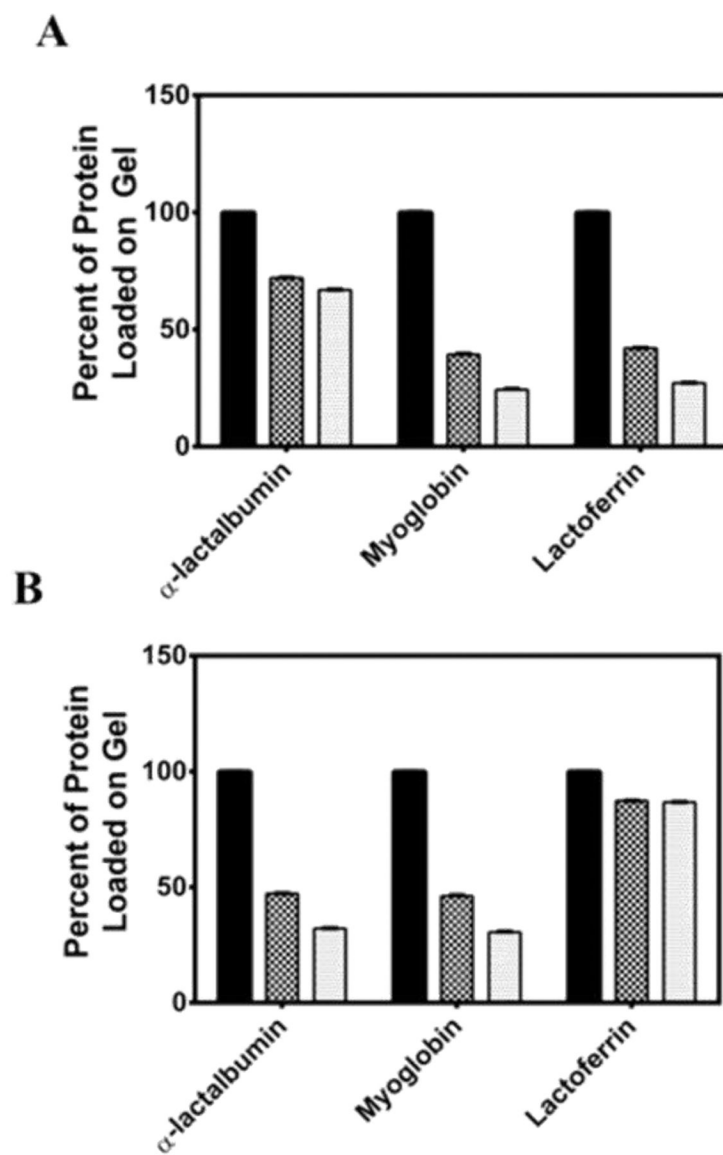 A
Percent of Protein
Loaded on Gel
150
100
50
0
α-lactalbumin
Myoglobin
Lactoferrin
B
Percent of Protein
Loaded on Gel
150
100
50
0
α-lactalbumin
Myoglobin
Lactoferrin